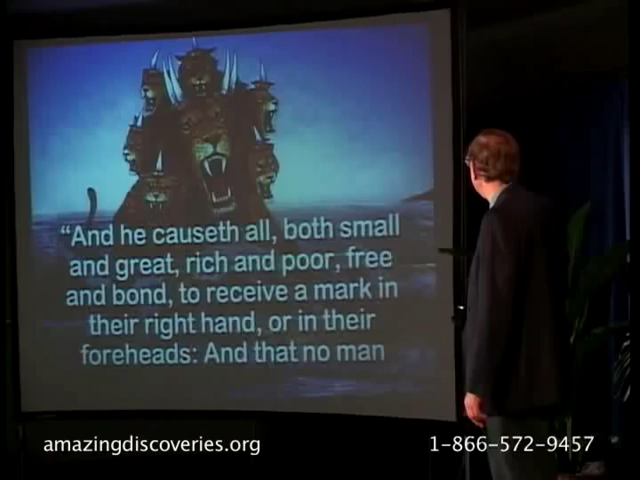 “And he causeth all, both small
and great, rich and poor, free
and bond, to receive a mark in
their right hand, or in their
foreheads: And that no man
amazingdiscoveries.org
1-866-572-9457